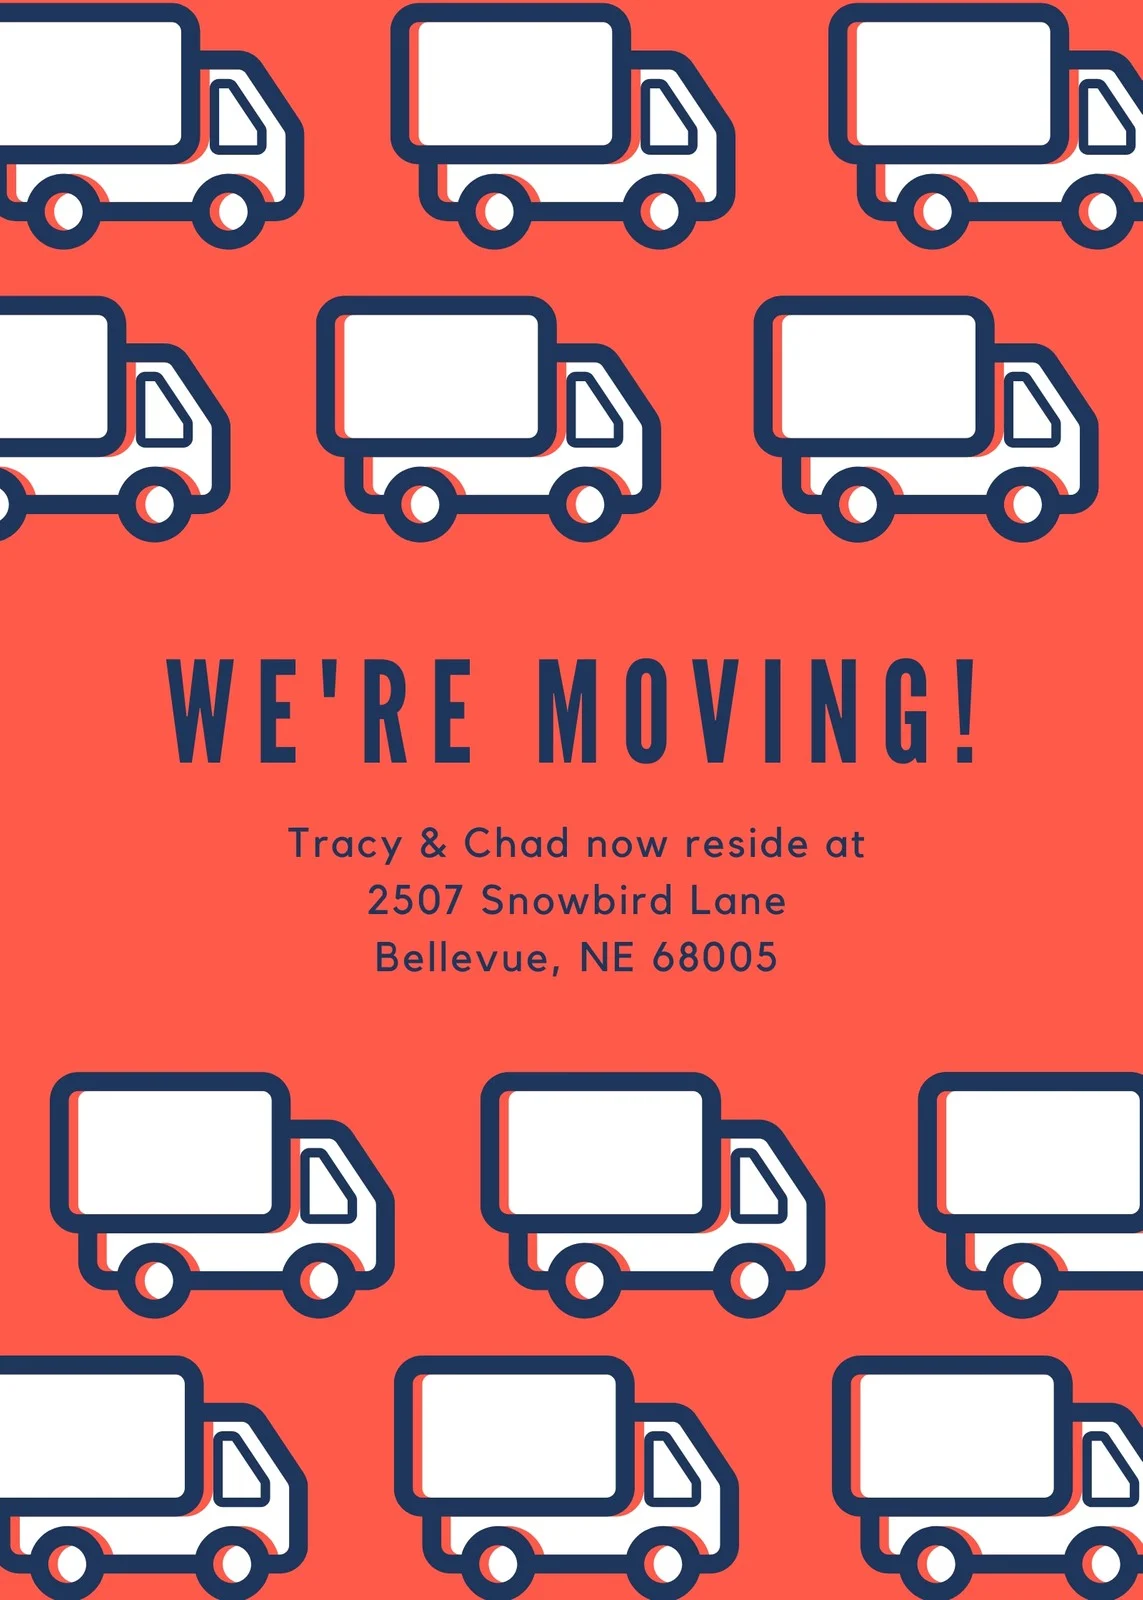 WE'RE MOVING!
Tracy & Chad now reside at
2507 Snowbird Lane
Bellevue, NE 68005